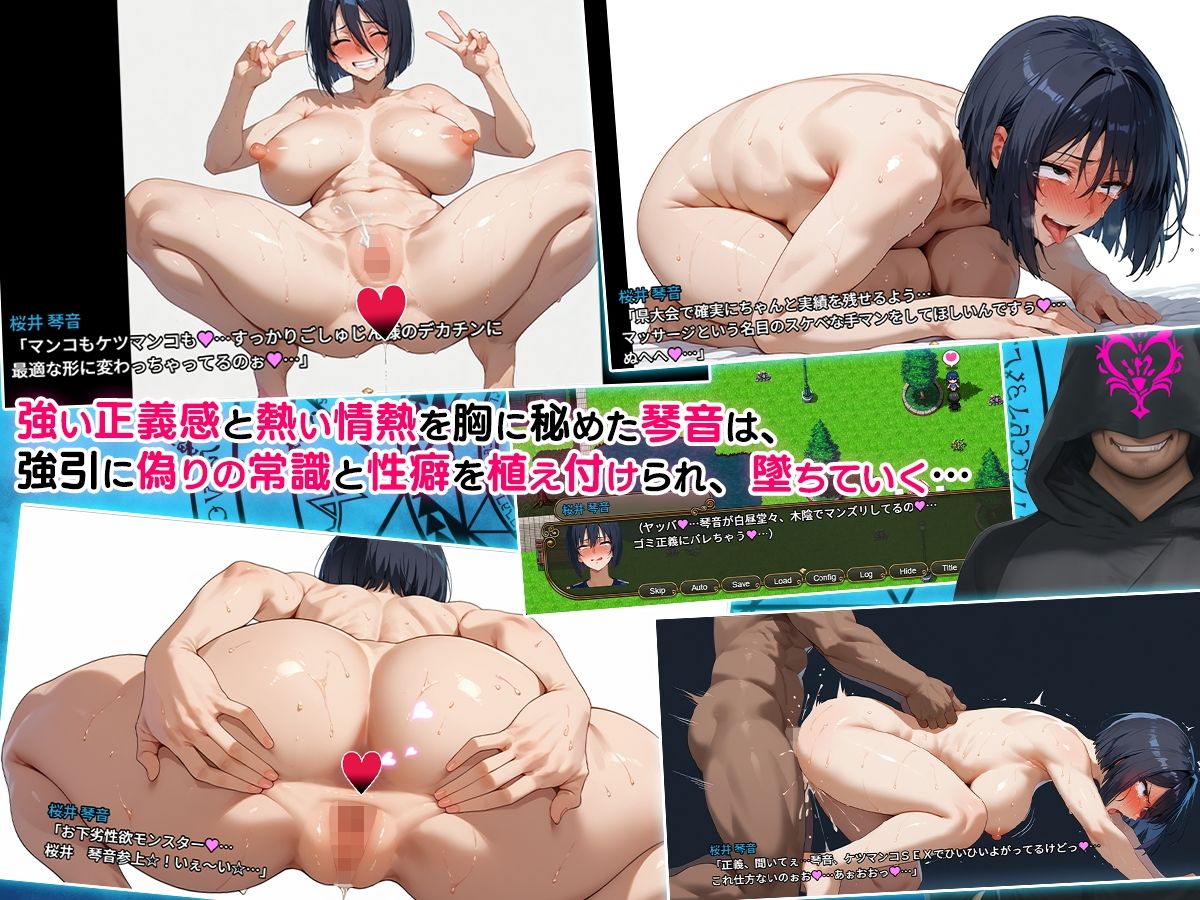 桜井 琴音
「マンコもケツマンコも♥…すっかりごしゅじん様のデカチンに
最適な形に変わっちゃってるのぉ♥…」
桜井 琴音
「県大会で確実にちゃんと実績を残せるよう…
マッサージという名目のスケベな手マンをしてほしいんですぅ♥…
ぬへへ♥…」
強い正義感と熱い情熱を胸に秘めた琴音は、
強引に偽りの常識と性癖を植え付けられ、墜ちていく…
桜井 琴音
（ヤッバ♥…琴音が白昼堂々、木陰でマンズリしてるの♥…
ゴミ正義にバレちゃう♥…）
Skip Auto Save Load Config Log Hide Title
桜井 琴音
「お下劣性欲モンスター♥…
桜井 琴音参上☆！いぇ～い☆…」
桜井 琴音
「正義、聞いてぇ…琴音、ケツマンコＳＥＸでひいひいよがってるけどっ♥…
これ仕方ないのぉお♥…あぉおおっ♥…」